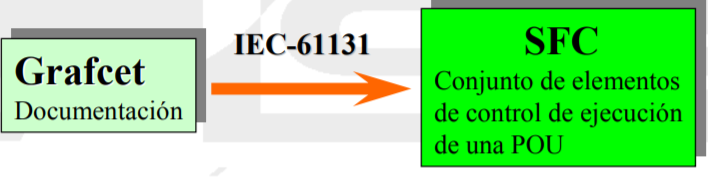 Grafcet
Documentación
IEC-61131
SFC
Conjunto de elementos
de control de ejecución
de una POU